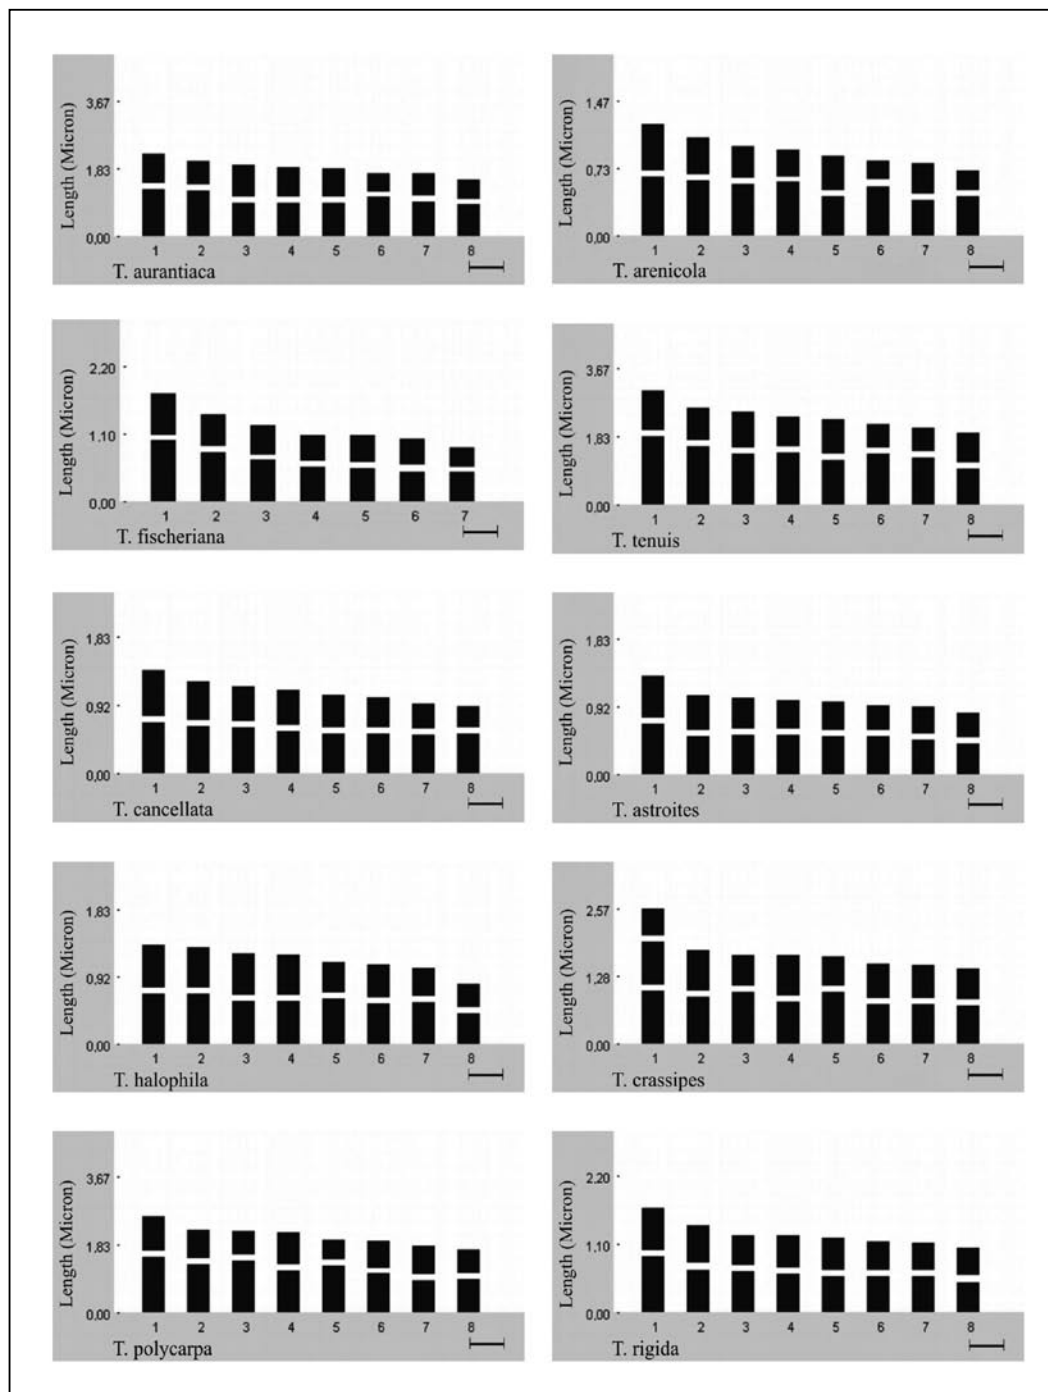 Length (Micron)
3,67
1,83
0,00
1 2 3 4 5 6 7 8
T. aurantiaca
Length (Micron)
1,47
0,73
0,00
1 2 3 4 5 6 7 8
T. arenicola
Length (Micron)
2,20
1,10
0,00
1 2 3 4 5 6 7
T. fischeriana
Length (Micron)
3,67
1,83
0,00
1 2 3 4 5 6 7 8
T. tenuis
Length (Micron)
1,83
0,92
0,00
1 2 3 4 5 6 7 8
T. cancellata
Length (Micron)
1,83
0,92
0,00
1 2 3 4 5 6 7 8
T. astroites
Length (Micron)
1,83
0,92
0,00
1 2 3 4 5 6 7 8
T. halophila
Length (Micron)
2,57
1,28
0,00
1 2 3 4 5 6 7 8
T. crassipes
Length (Micron)
3,67
1,83
0,00
1 2 3 4 5 6 7 8
T. polycarpa
Length (Micron)
2,20
1,10
0,00
1 2 3 4 5 6 7 8
T. rigida